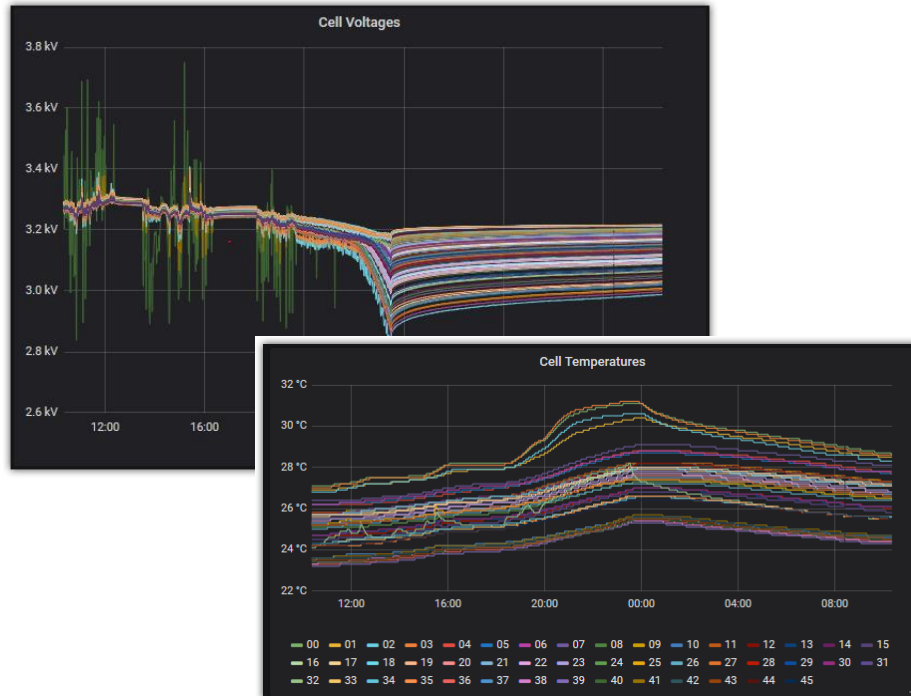 Cell Voltages
3.8 kV
3.6 kV
3.4 kV
3.2 kV
3.0 kV
2.8 kV
2.6 kV
12:00 16:00
Cell Temperatures
32 °C
30 °C
28 °C
26 °C
24 °C
22 °C
12:00 16:00 20:00 00:00 04:00 08:00
00 01 02 03 04 05 06 07 08 09 10 11 12 13 14 15
16 17 18 19 20 21 22 23 24 25 26 27 28 29 30 31
32 33 34 35 36 37 38 39 40 41 42 43 44 45